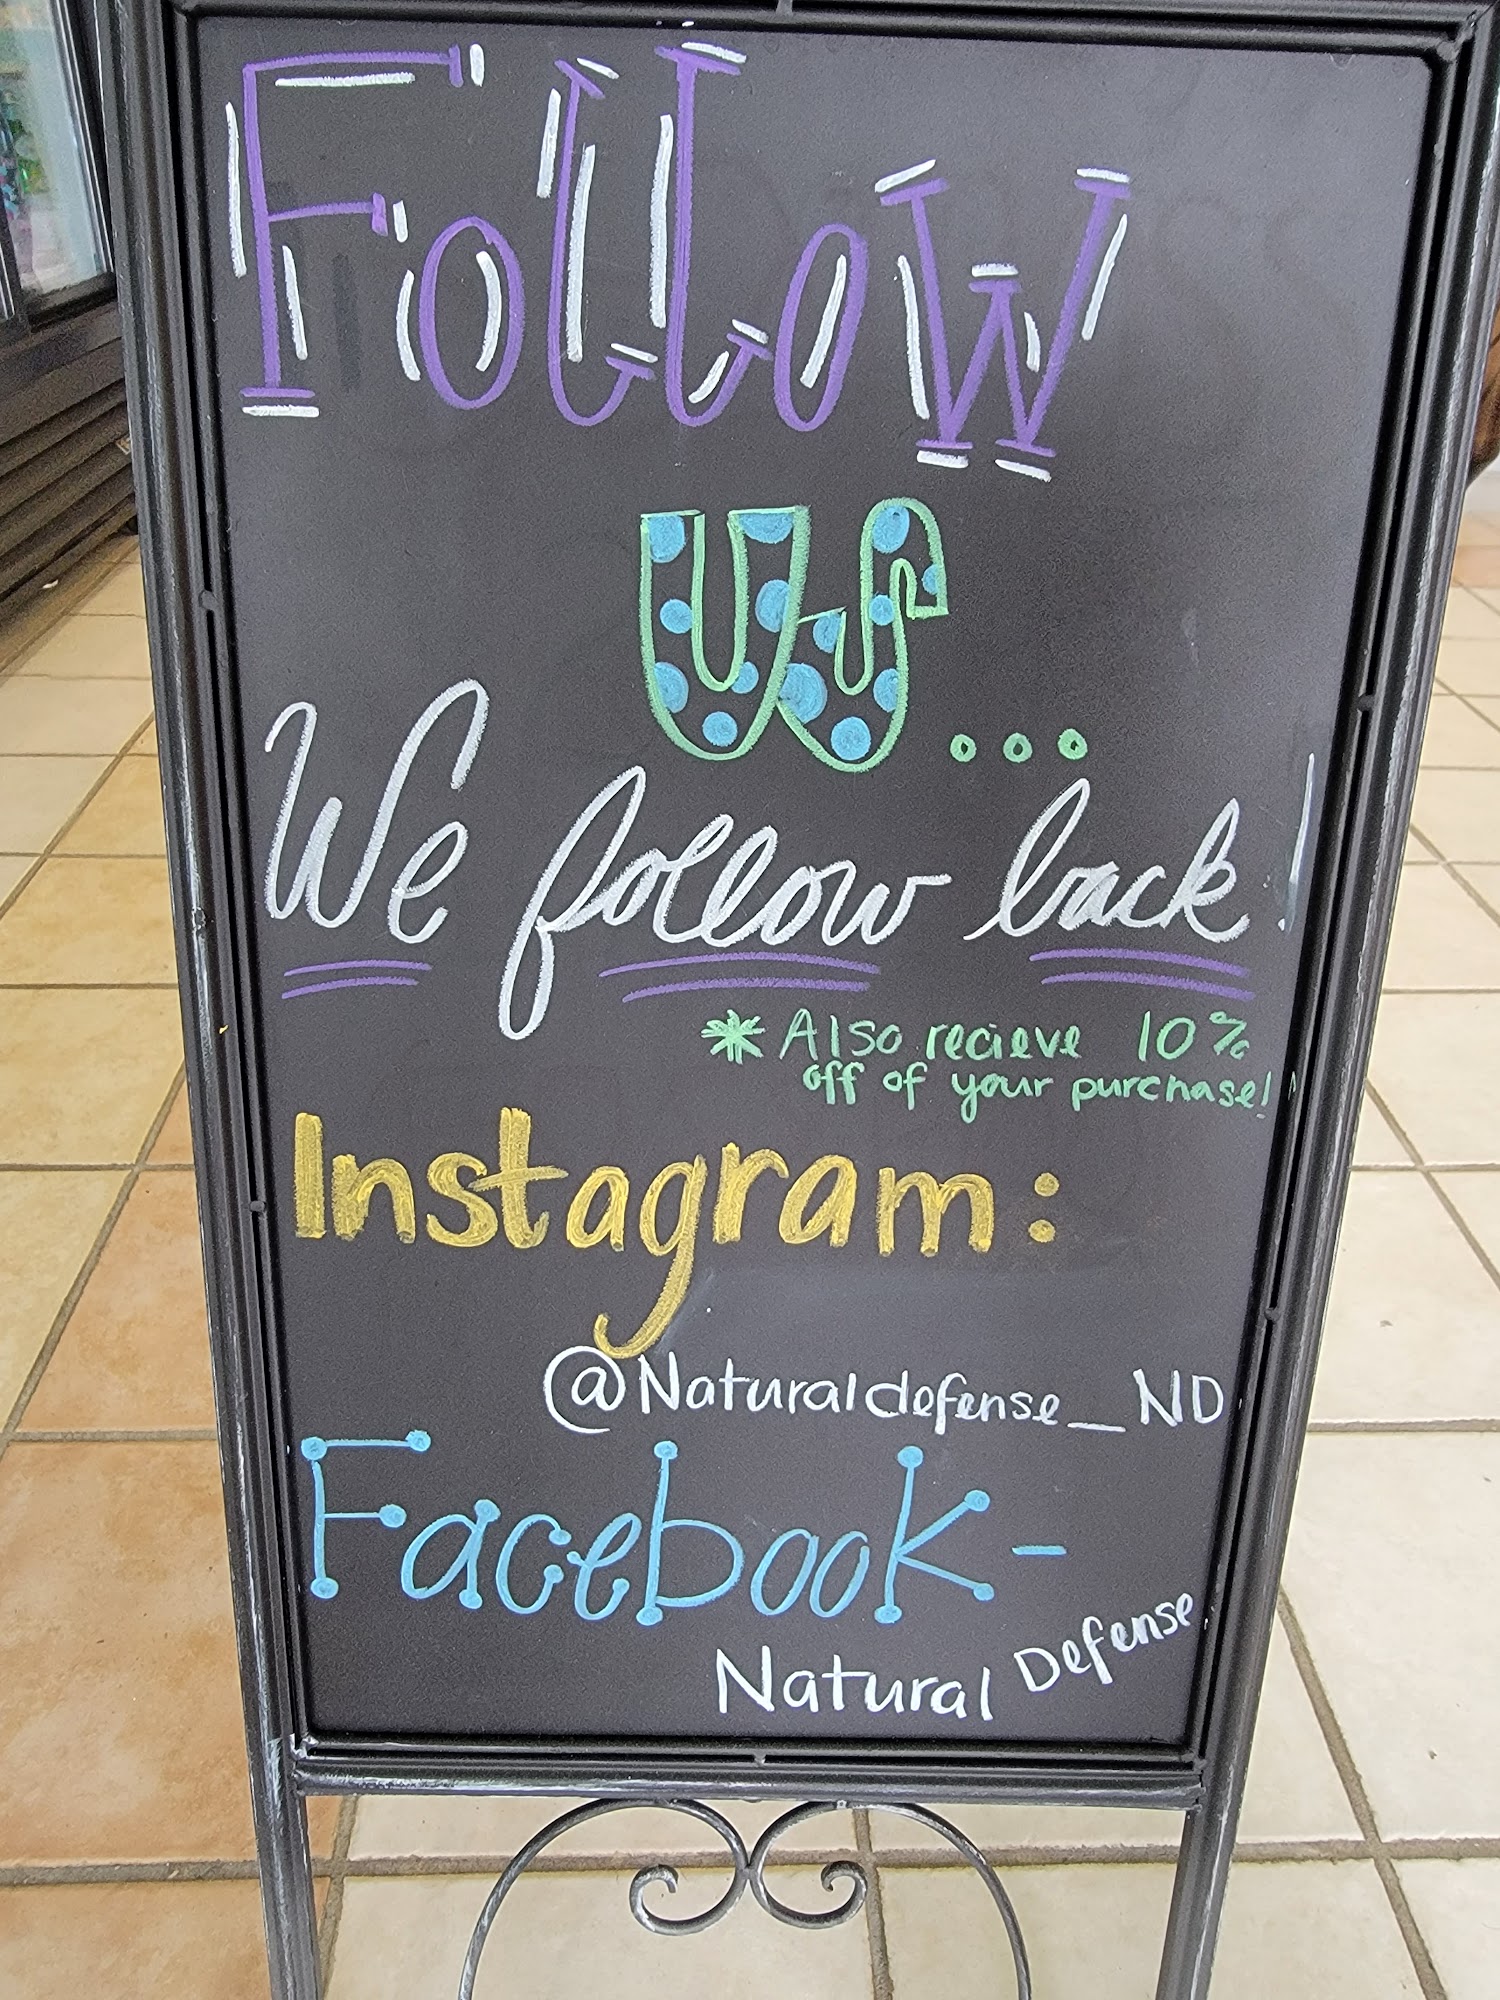 Follow
us...
We follow back!
* Also recieve 10%
off of your purchase!
Instagram:
@Naturaldefense_ND
Facebook-
Natural Defense